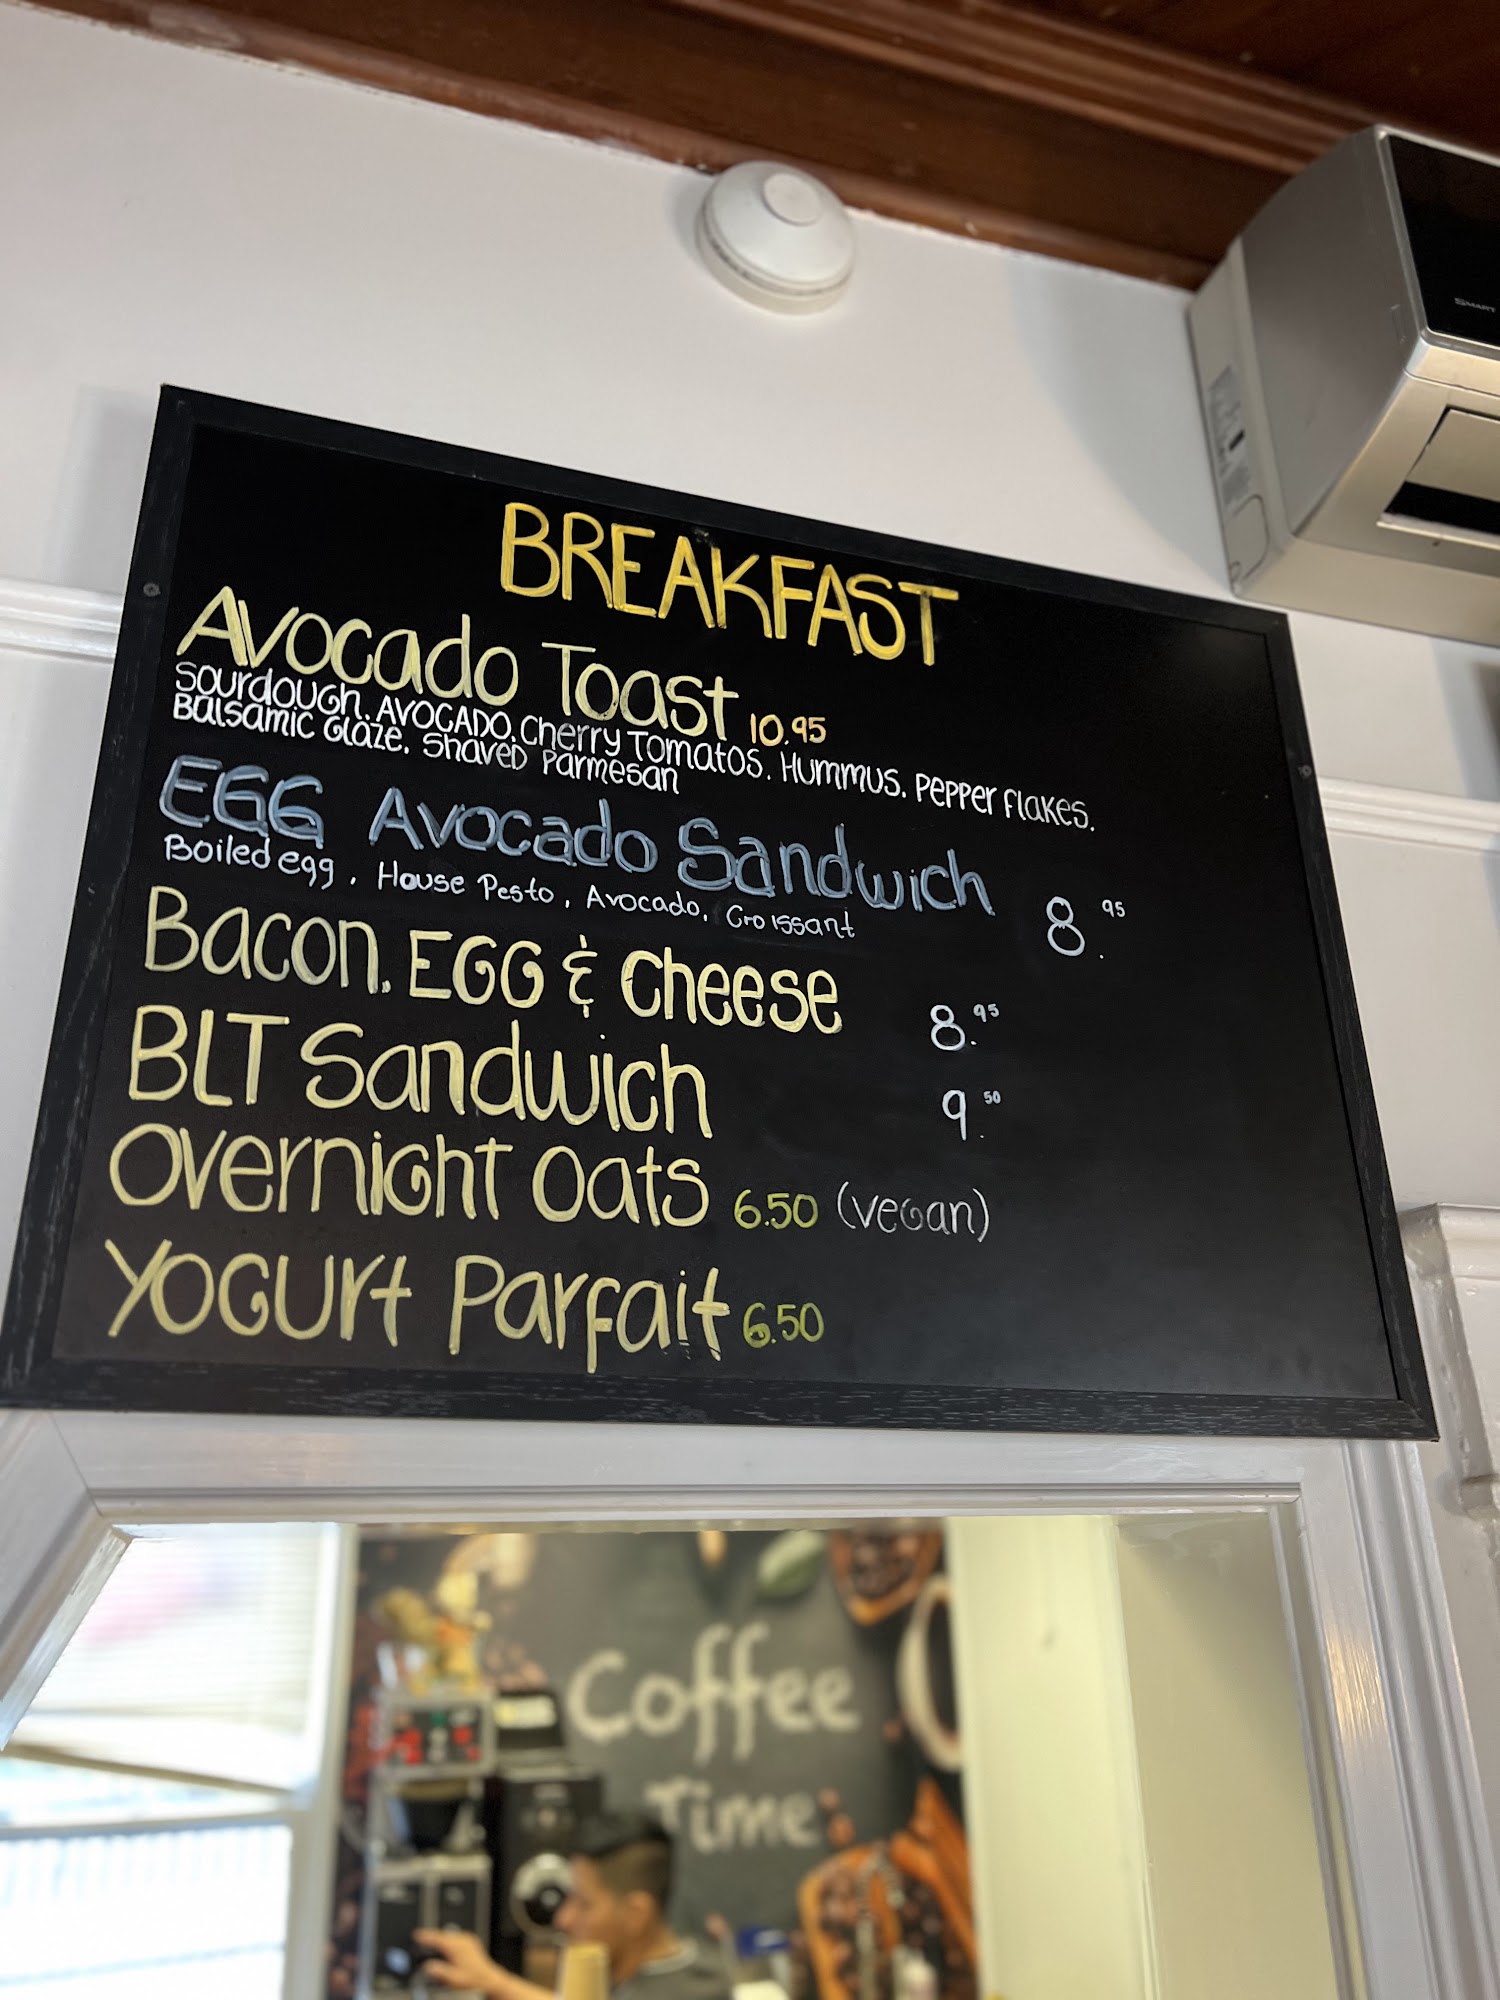 BREAKFAST
Avocado Toast 10.95
Sourdough. AVOCADO. Cherry Tomatos. Hummus. Pepper flakes.
Balsamic Glaze. Shaved Parmesan
EGG Avocado Sandwich 8.95
Boiled egg, House Pesto, Avocado, Croissant
Bacon. EGG & Cheese 8.95
BLT Sandwich 9.50
Overnight Oats 6.50 (vegan)
YOGURT Parfait 6.50
Coffee
Time
SMART